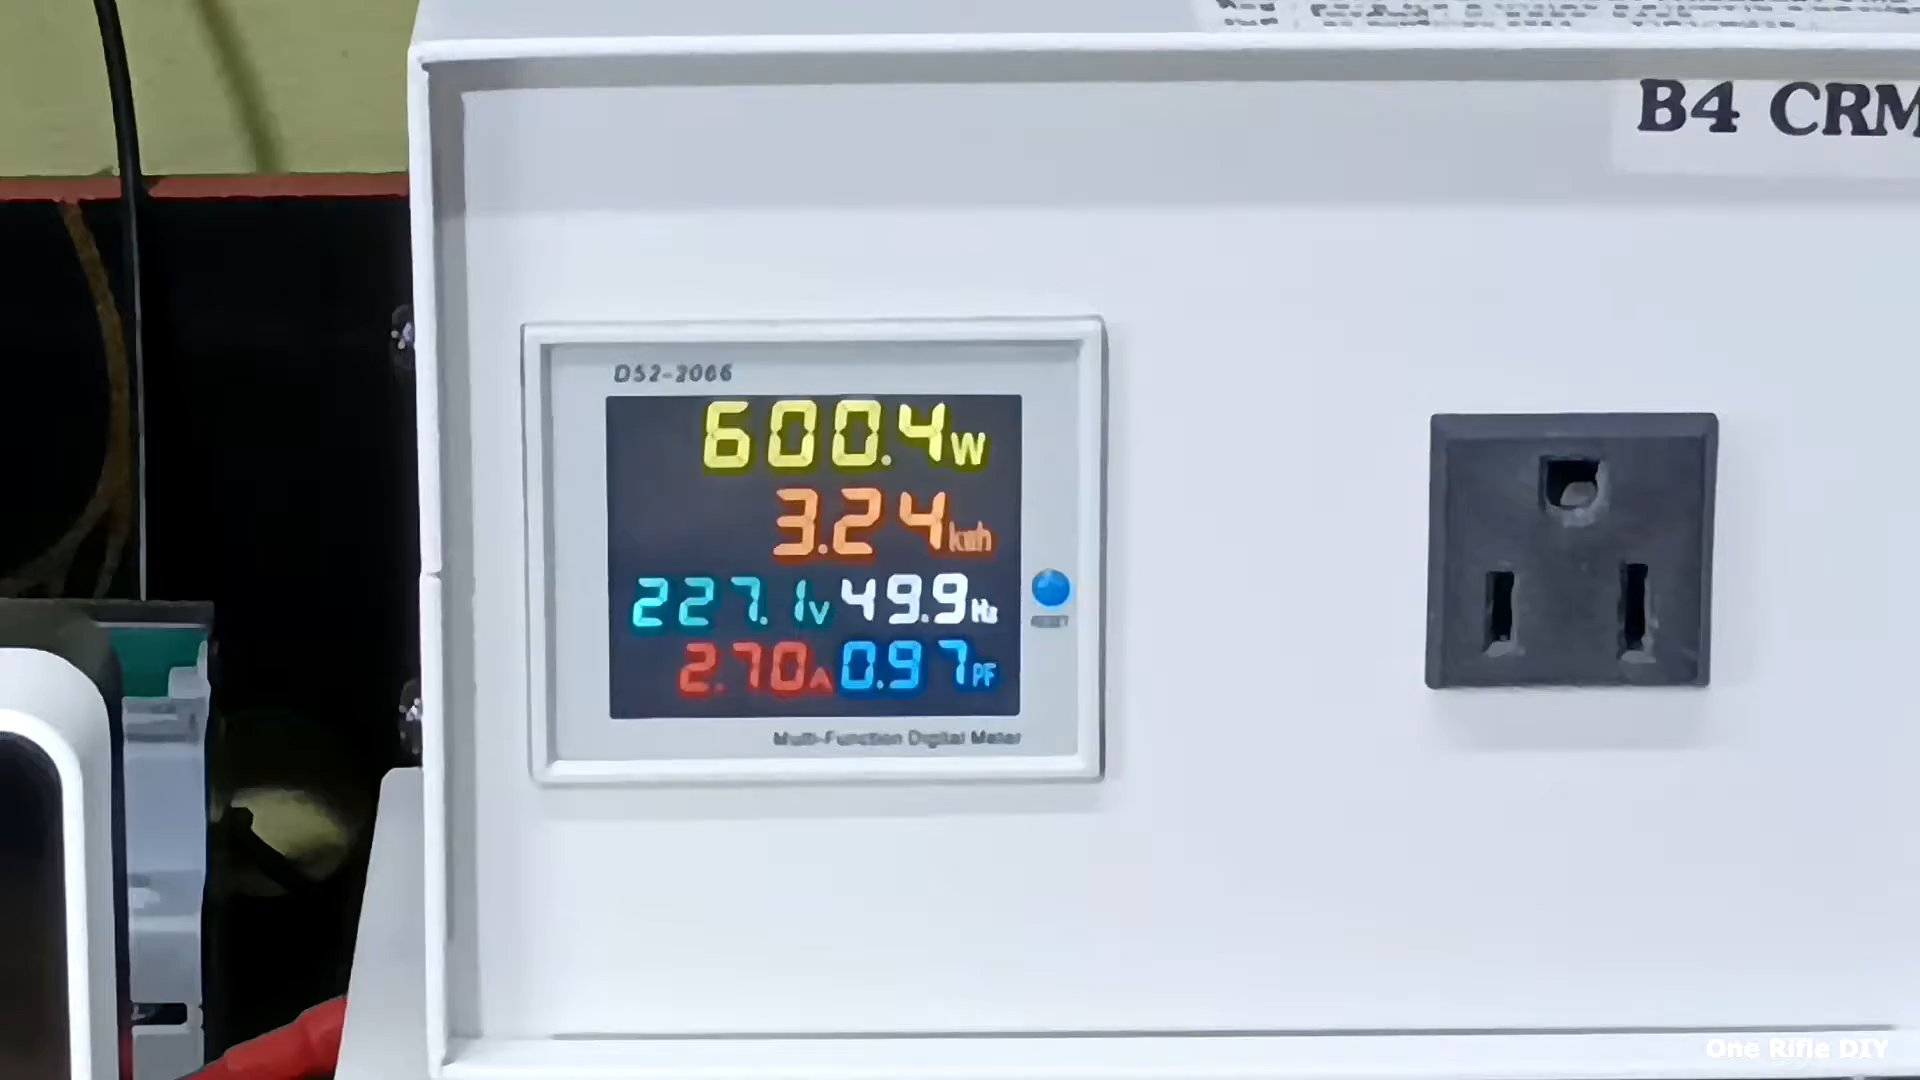 B4 CRM
D52-2066
600.4W
3.24kwh
227.1V 49.9Hz
2.70A 0.97PF
RESET
Multi-Function Digital Meter
One Rifle DIY